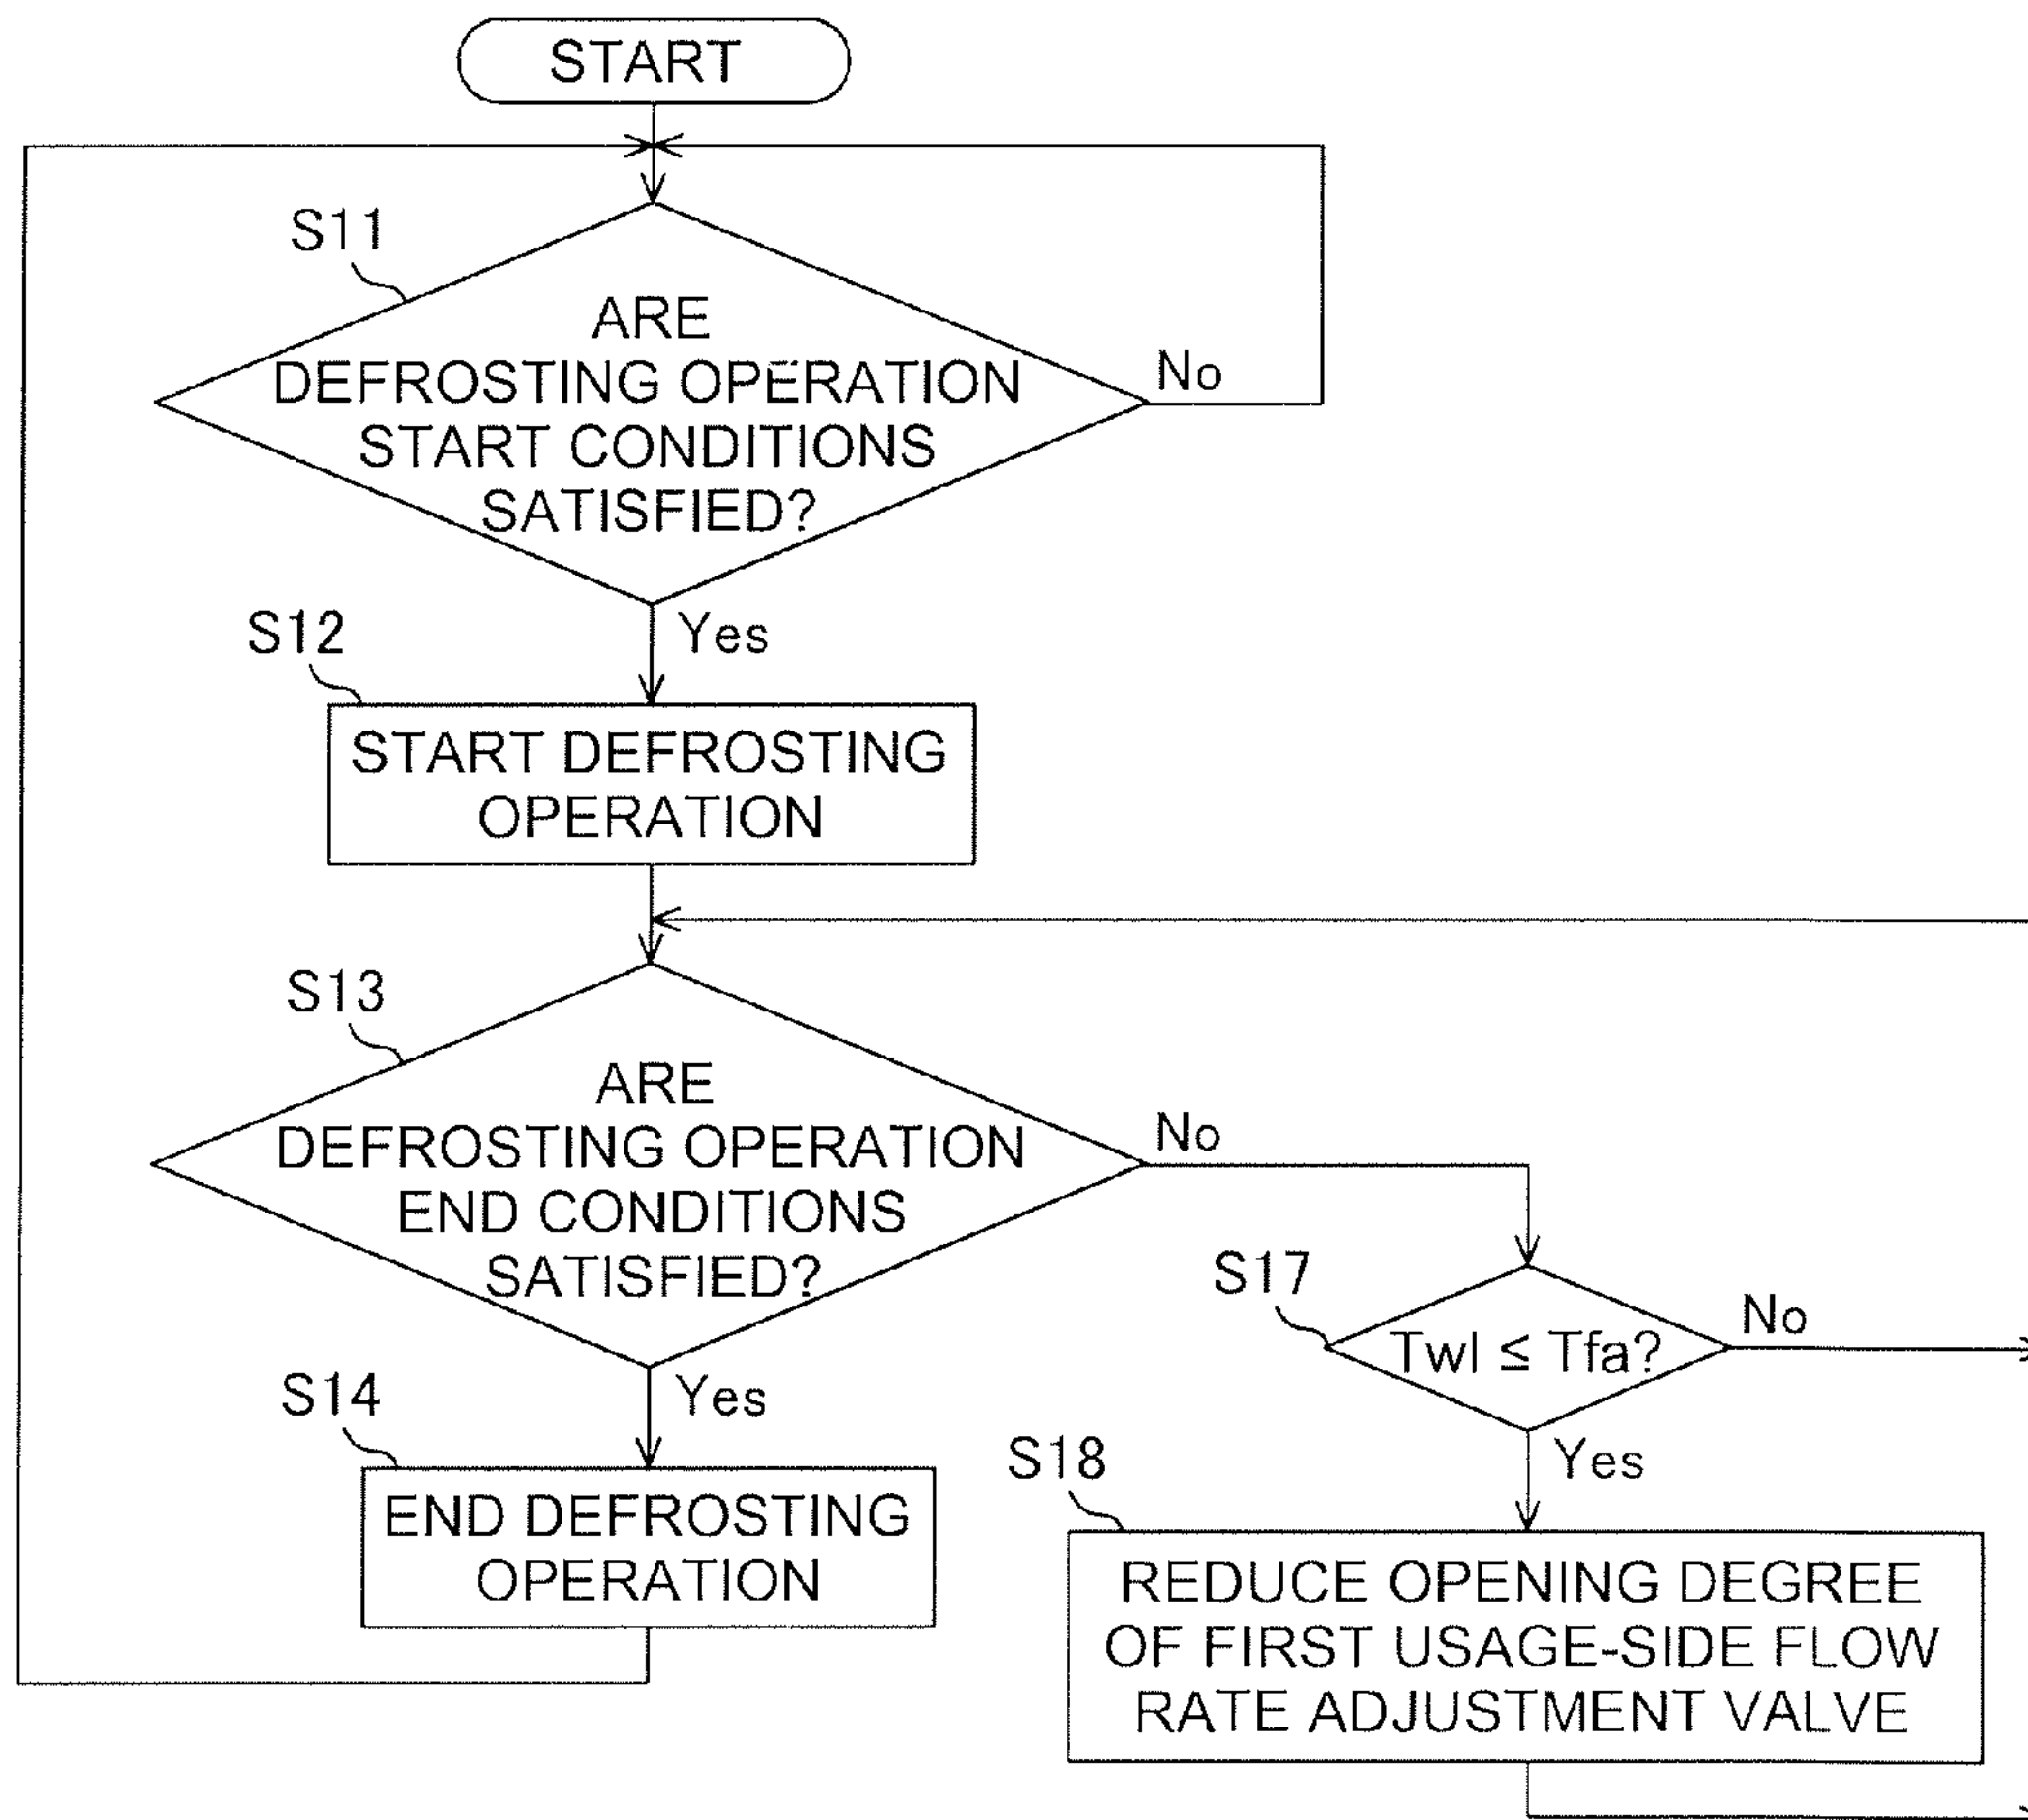 START
S11
ARE
DEFROSTING OPERATION
START CONDITIONS
SATISFIED?
No
Yes
S12
START DEFROSTING
OPERATION
S13
ARE
DEFROSTING OPERATION
END CONDITIONS
SATISFIED?
No
S17
Twl ≤ Tfa?
No
Yes
S14
END DEFROSTING
OPERATION
Yes
S18
REDUCE OPENING DEGREE
OF FIRST USAGE-SIDE FLOW
RATE ADJUSTMENT VALVE